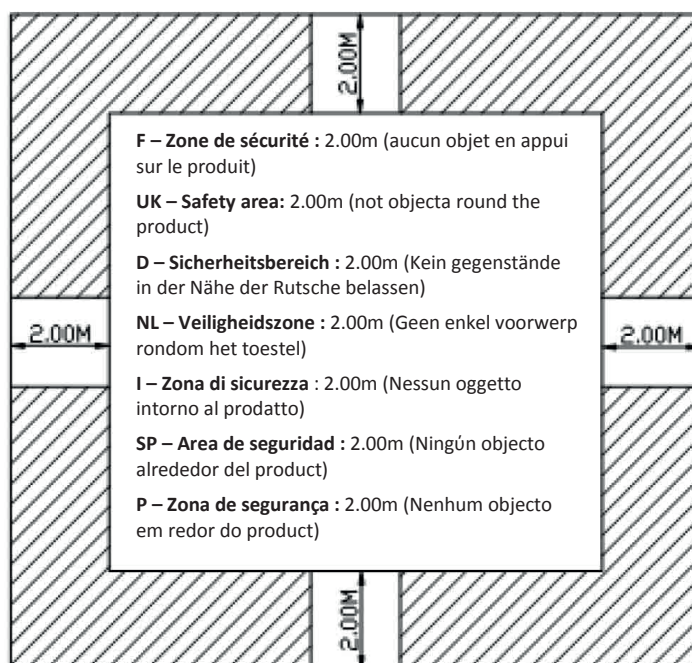 2.00M
F – Zone de sécurité : 2.00m (aucun objet en appui
sur le produit)
UK – Safety area: 2.00m (not objecta round the
product)
D – Sicherheitsbereich : 2.00m (Kein gegenstände
in der Nähe der Rutsche belassen)
2.00M
2.00M
NL – Veiligheidszone : 2.00m (Geen enkel voorwerp
rondom het toestel)
I – Zona di sicurezza : 2.00m (Nessun oggetto
intorno al prodatto)
SP – Area de seguridad : 2.00m (Ningún objecto
alrededor del product)
P – Zona de segurança : 2.00m (Nenhum objecto
em redor do product)
2.00M